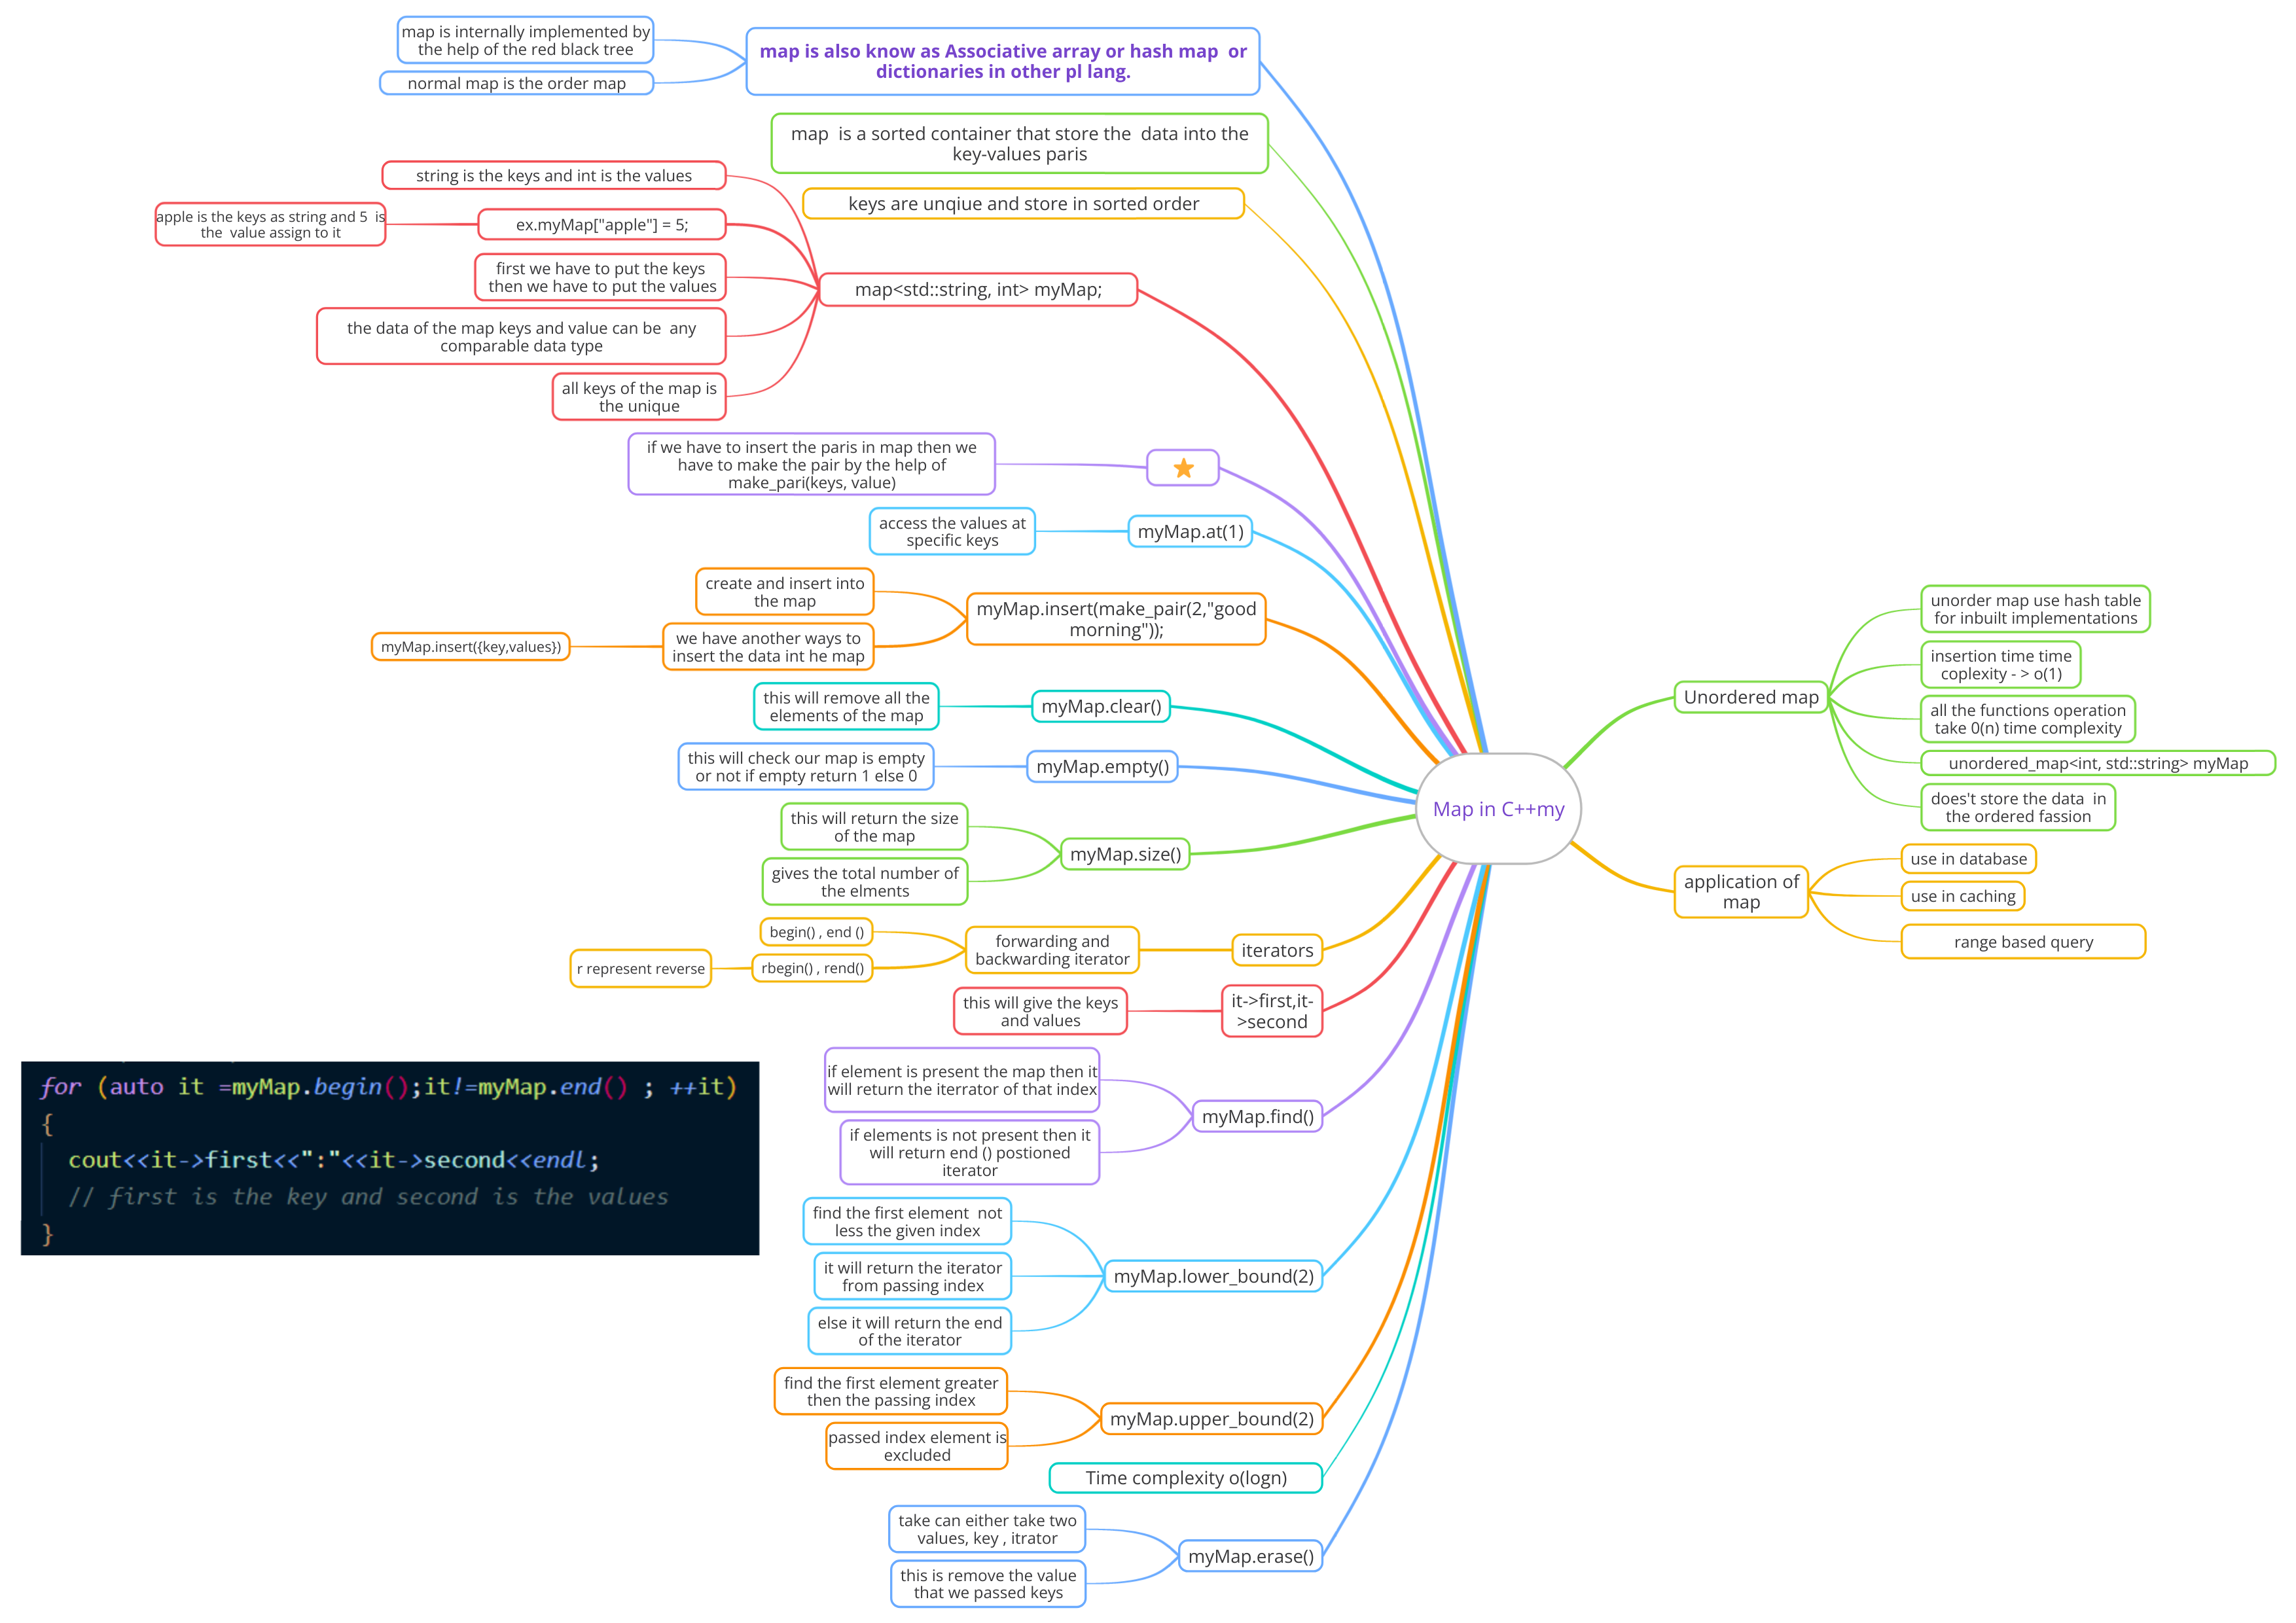 map is internally implemented by
the help of the red black tree
normal map is the order map
map is also know as Associative array or hash map or
dictionaries in other pl lang.
map is a sorted container that store the data into the
key-values paris
keys are unqiue and store in sorted order
string is the keys and int is the values
apple is the keys as string and 5 is
the value assign to it
ex.myMap["apple"] = 5;
first we have to put the keys
then we have to put the values
the data of the map keys and value can be any
comparable data type
all keys of the map is
the unique
map<std::string, int> myMap;
if we have to insert the paris in map then we
have to make the pair by the help of
make_pari(keys, value)
access the values at
specific keys
myMap.at(1)
create and insert into
the map
myMap.insert({key,values})
we have another ways to
insert the data int he map
myMap.insert(make_pair(2,"good
morning"));
this will remove all the
elements of the map
myMap.clear()
this will check our map is empty
or not if empty return 1 else 0
myMap.empty()
this will return the size
of the map
gives the total number of
the elments
myMap.size()
begin() , end ()
r represent reverse
rbegin() , rend()
forwarding and
backwarding iterator
iterators
this will give the keys
and values
it->first,it-
>second
for (auto it =myMap.begin();it!=myMap.end() ; ++it)
{
cout<<it->first<<":"<<it->second<<endl;
// first is the key and second is the values
}
if element is present the map then it
will return the iterrator of that index
if elements is not present then it
will return end () postioned
iterator
myMap.find()
find the first element not
less the given index
it will return the iterator
from passing index
else it will return the end
of the iterator
myMap.lower_bound(2)
find the first element greater
then the passing index
passed index element is
excluded
myMap.upper_bound(2)
Time complexity o(logn)
take can either take two
values, key , itrator
this is remove the value
that we passed keys
myMap.erase()
Map in C++my
Unordered map
unorder map use hash table
for inbuilt implementations
insertion time time
coplexity - > o(1)
all the functions operation
take 0(n) time complexity
unordered_map<int, std::string> myMap
does't store the data in
the ordered fassion
application of
map
use in database
use in caching
range based query